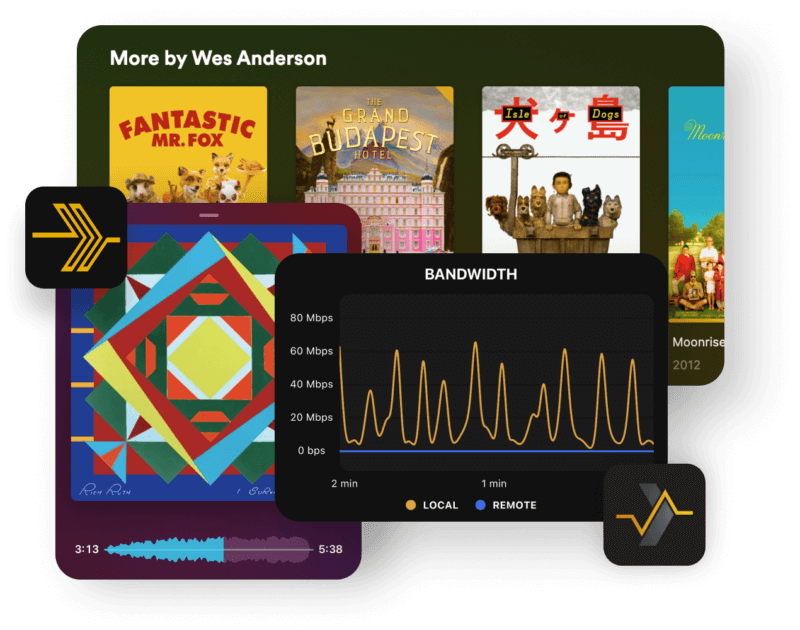 More by Wes Anderson
FANTASTIC
MR. FOX
THE
GRAND
BUDAPEST
HOTEL
犬ヶ島
Isle of Dogs
Moonrise
2012
BANDWIDTH
80 Mbps
60 Mbps
40 Mbps
20 Mbps
0 bps
2 min
1 min
LOCAL
REMOTE
RICH RUTH
I
3:13
5:38